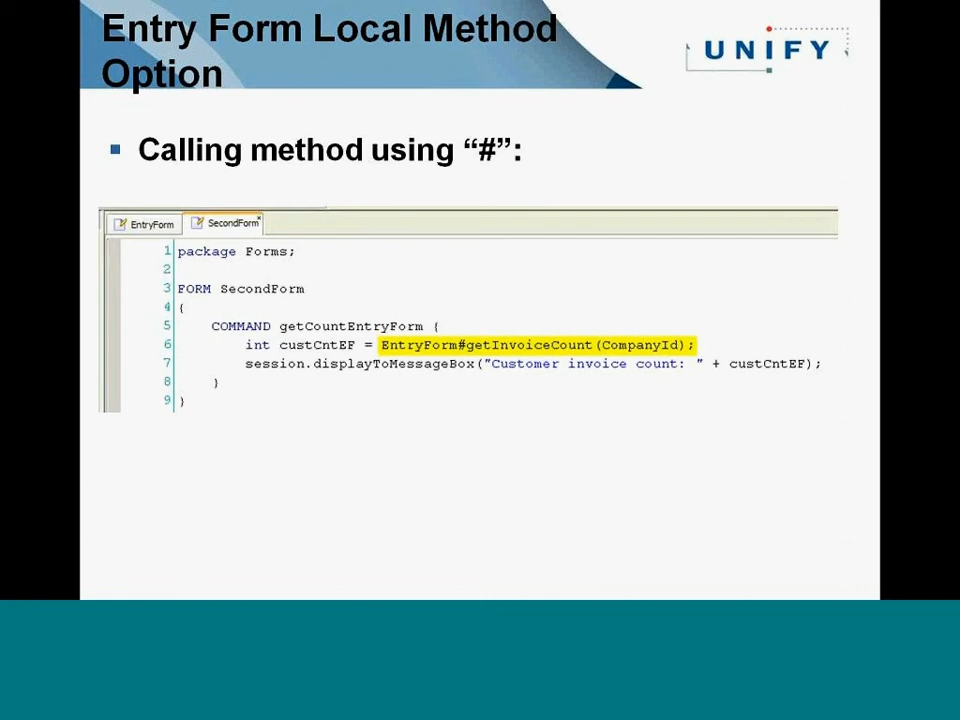 Entry Form Local Method
Option
UNIFY
▪ Calling method using “#”:
EntryForm SecondForm
1 package Forms;
2
3 FORM SecondForm
4 {
5 COMMAND getCountEntryForm {
6 int custCntEF = EntryForm#getInvoiceCount(CompanyId);
7 session.displayToMessageBox("Customer invoice count: " + custCntEF);
8 }
9 }